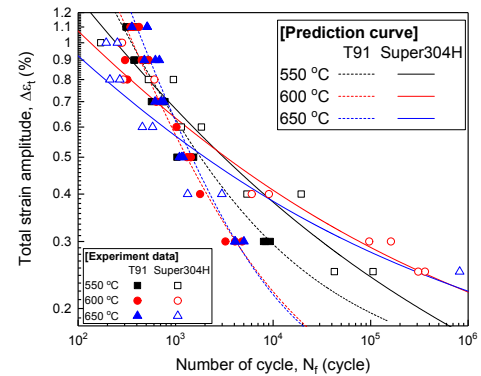 [Prediction curve]
T91 Super304H
550 °C
600 °C
650 °C
1.2
1.1
1.0
0.9
0.8
0.7
0.6
0.5
0.4
0.3
0.2
Total strain amplitude, Δεt (%)
[Experiment data]
T91 Super304H
550 °C
600 °C
650 °C
10² 10³ 10⁴ 10⁵ 10⁶
Number of cycle, Nf (cycle)